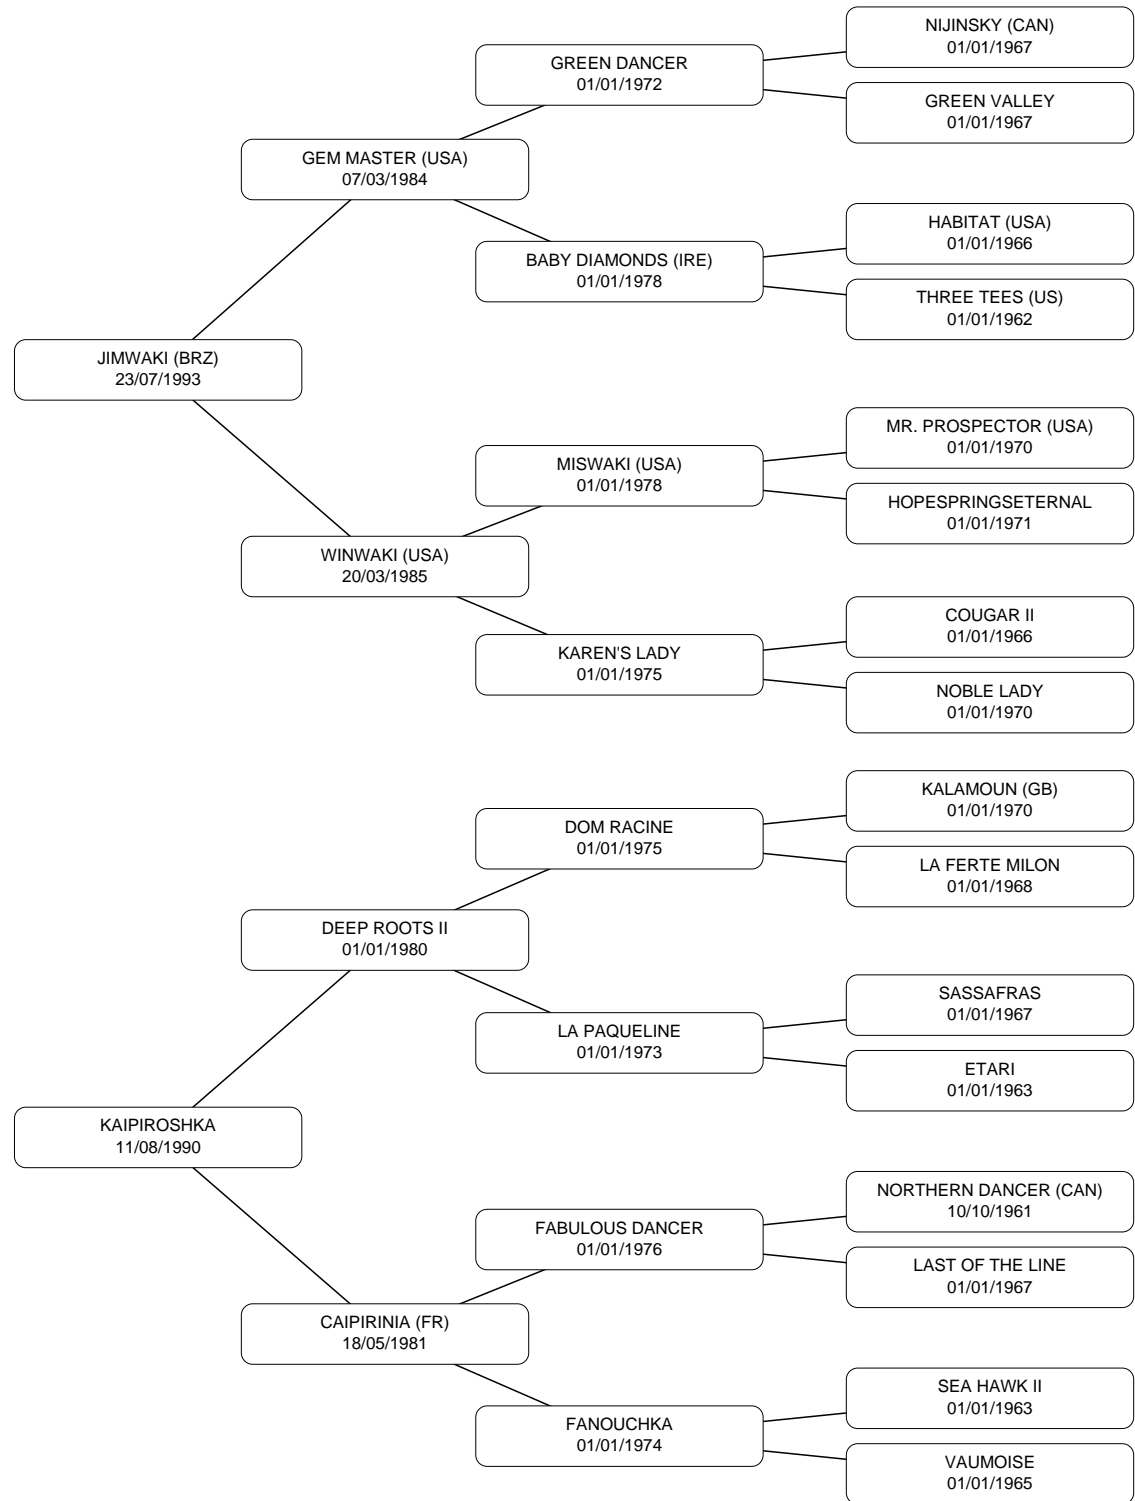 NIJINSKY (CAN)
01/01/1967
GREEN DANCER
01/01/1972
GREEN VALLEY
01/01/1967
GEM MASTER (USA)
07/03/1984
HABITAT (USA)
01/01/1966
BABY DIAMONDS (IRE)
01/01/1978
THREE TEES (US)
01/01/1962
JIMWAKI (BRZ)
23/07/1993
MR. PROSPECTOR (USA)
01/01/1970
MISWAKI (USA)
01/01/1978
HOPESPRINGSETERNAL
01/01/1971
WINWAKI (USA)
20/03/1985
COUGAR II
01/01/1966
KAREN'S LADY
01/01/1975
NOBLE LADY
01/01/1970
KALAMOUN (GB)
01/01/1970
DOM RACINE
01/01/1975
LA FERTE MILON
01/01/1968
DEEP ROOTS II
01/01/1980
SASSAFRAS
01/01/1967
LA PAQUELINE
01/01/1973
ETARI
01/01/1963
KAIPIROSHKA
11/08/1990
NORTHERN DANCER (CAN)
10/10/1961
FABULOUS DANCER
01/01/1976
LAST OF THE LINE
01/01/1967
CAIPIRINIA (FR)
18/05/1981
SEA HAWK II
01/01/1963
FANOUCHKA
01/01/1974
VAUMOISE
01/01/1965